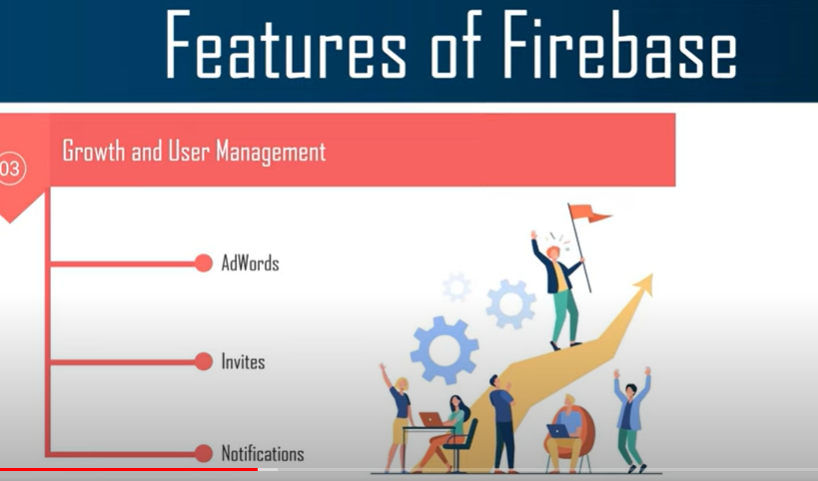 Features of Firebase
03
Growth and User Management
AdWords
Invites
Notifications